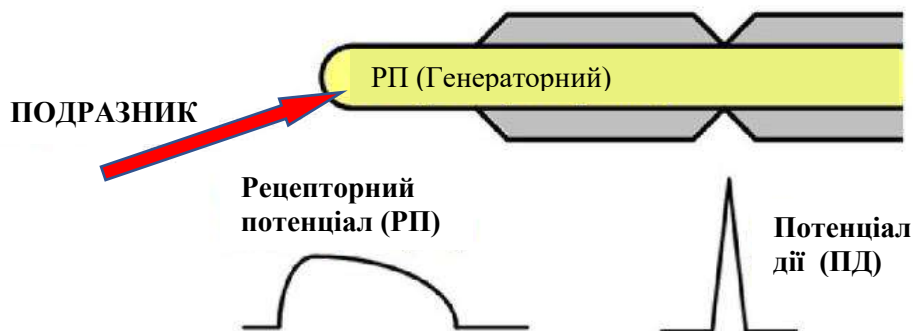 РП (Генераторний)
ПОДРАЗНИК
Рецепторний
потенціал (РП)
Потенціал
дії (ПД)